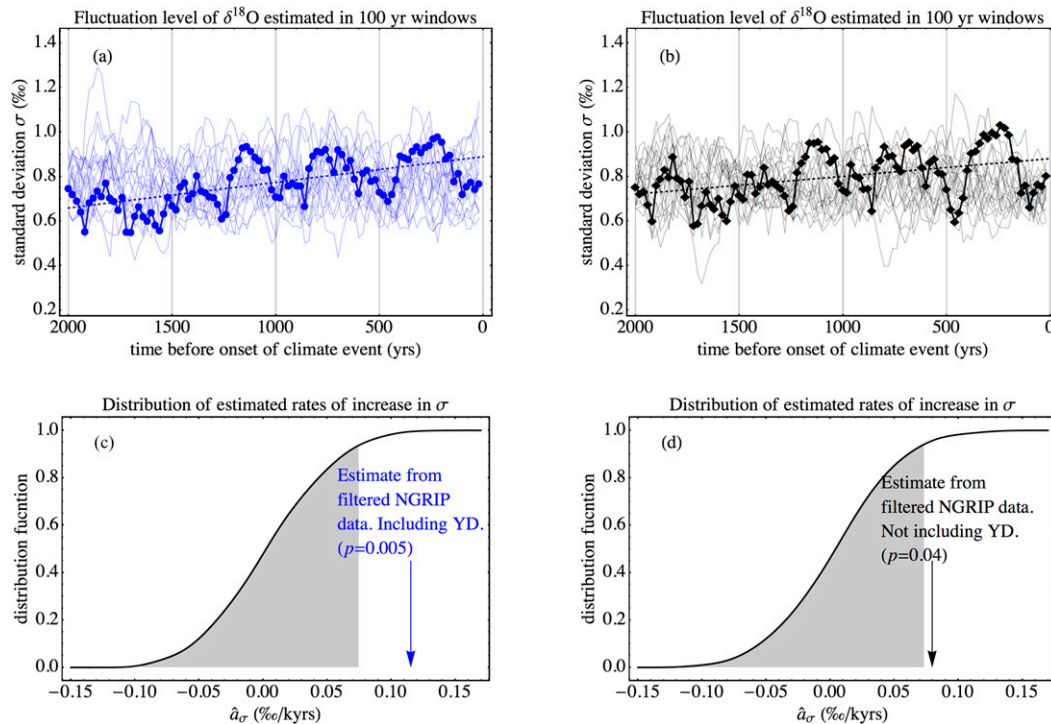 Fluctuation level of δ¹⁸O estimated in 100 yr windows
(a)
standard deviation σ (‰)
1.4
1.2
1.0
0.8
0.6
0.4
0.2
2000 1500 1000 500 0
time before onset of climate event (yrs)
Fluctuation level of δ¹⁸O estimated in 100 yr windows
(b)
standard deviation σ (‰)
1.4
1.2
1.0
0.8
0.6
0.4
0.2
2000 1500 1000 500 0
time before onset of climate event (yrs)
Distribution of estimated rates of increase in σ
(c)
distribution fucntion
1.0
0.8
0.6
0.4
0.2
0.0
Estimate from
filtered NGRIP
data. Including YD.
(p=0.005)
−0.15 −0.10 −0.05 0.00 0.05 0.10 0.15
âσ (‰/kyrs)
Distribution of estimated rates of increase in σ
(d)
distribution fucntion
1.0
0.8
0.6
0.4
0.2
0.0
Estimate from
filtered NGRIP data.
Not including YD.
(p=0.04)
−0.15 −0.10 −0.05 0.00 0.05 0.10 0.15
âσ (‰/kyrs)